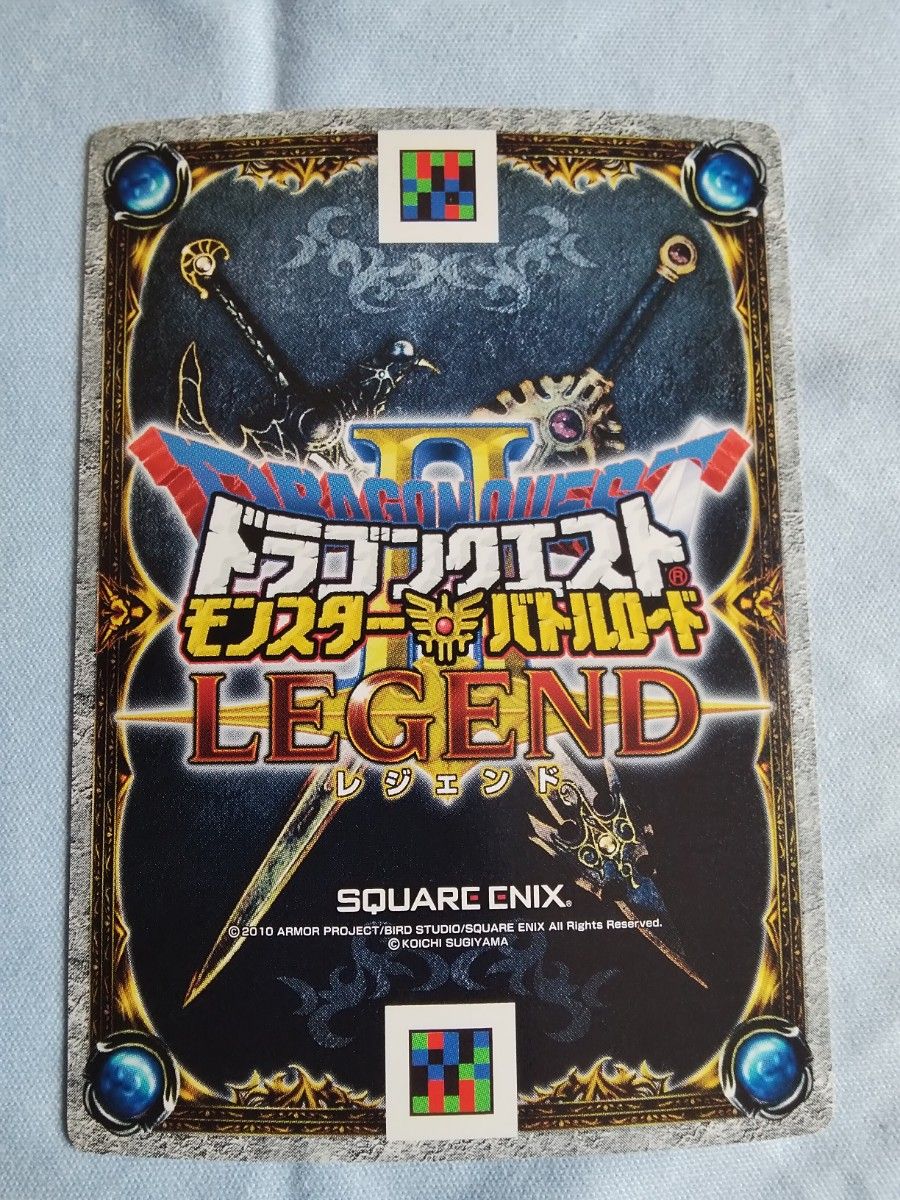 II
DRAGON QUEST
ドラゴンクエスト®
モンスターバトルロード
II
LEGEND
レジェンド
SQUARE ENIX®
©2010 ARMOR PROJECT/BIRD STUDIO/SQUARE ENIX All Rights Reserved.
©KOICHI SUGIYAMA